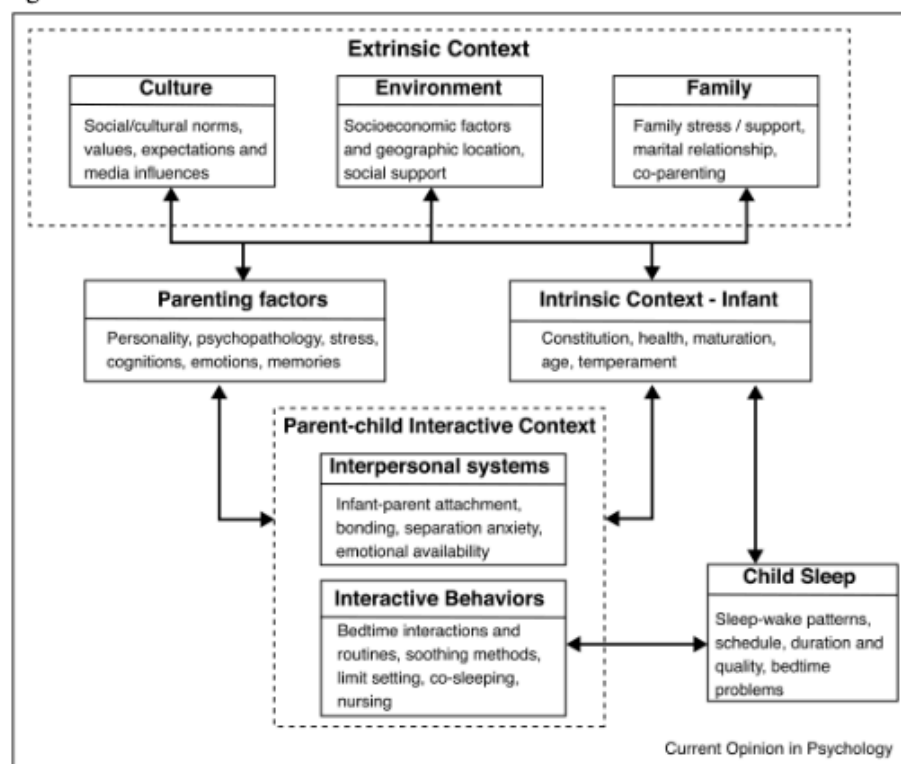 Extrinsic Context
Culture
Social/cultural norms,
values, expectations and
media influences
Environment
Socioeconomic factors
and geographic location,
social support
Family
Family stress / support,
marital relationship,
co-parenting
Parenting factors
Personality, psychopathology, stress,
cognitions, emotions, memories
Intrinsic Context - Infant
Constitution, health, maturation,
age, temperament
Parent-child Interactive Context
Interpersonal systems
Infant-parent attachment,
bonding, separation anxiety,
emotional availability
Interactive Behaviors
Bedtime interactions and
routines, soothing methods,
limit setting, co-sleeping,
nursing
Child Sleep
Sleep-wake patterns,
schedule, duration and
quality, bedtime
problems
Current Opinion in Psychology